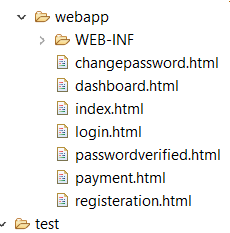 webapp
WEB-INF
changepassword.html
dashboard.html
index.html
login.html
passwordverified.html
payment.html
registeration.html
test